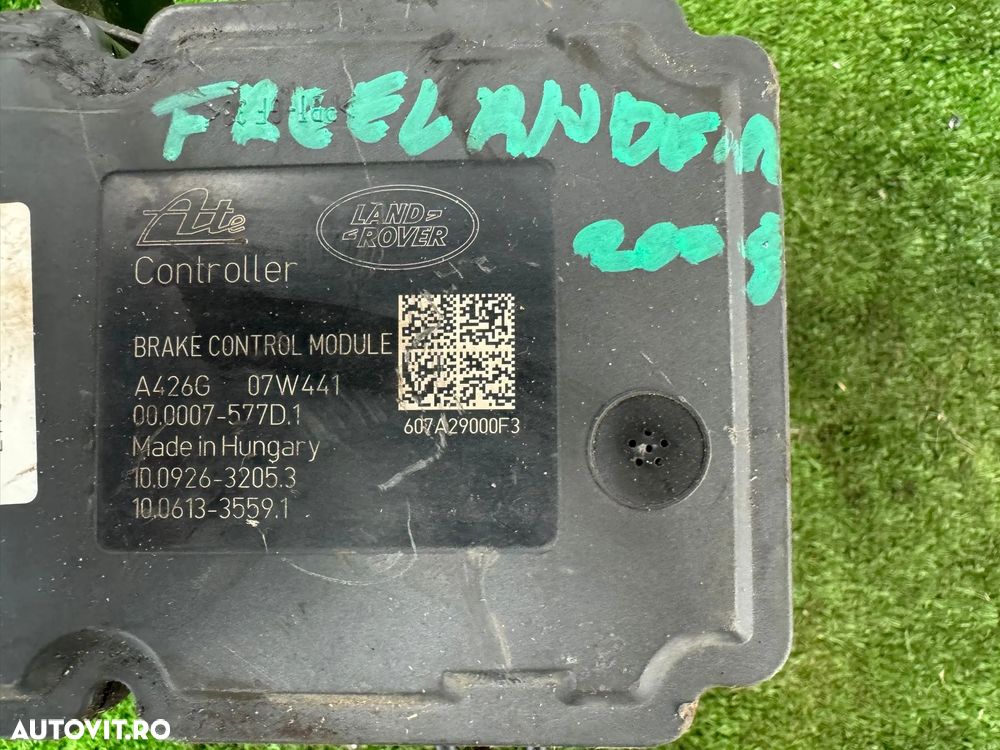 FREELANDER
2008
Ate
LAND-
-ROVER
Controller
BRAKE CONTROL MODULE
A426G 07W441
00.0007-577D.1
607A29000F3
Made in Hungary
10.0926-3205.3
10.0613-3559.1
AUTOVIT.RO